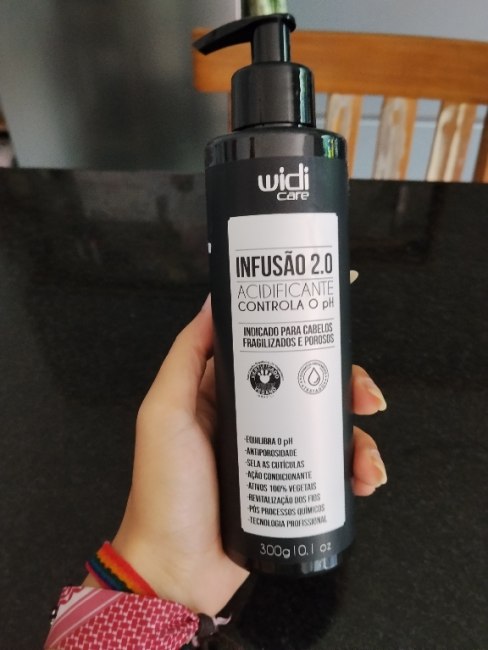 widi
care
INFUSÃO 2.0
ACIDIFICANTE
CONTROLA O pH
INDICADO PARA CABELOS
FRAGILIZADOS E POROSOS
-EQUILIBRA O pH
-ANTIPOROSIDADE
-SELA AS CUTÍCULAS
-AÇÃO CONDICIONANTE
-ATIVOS 100% VEGETAIS
-REVITALIZAÇÃO DOS FIOS
-PÓS PROCESSOS QUÍMICOS
-TECNOLOGIA PROFISSIONAL
300g|0.1 oz